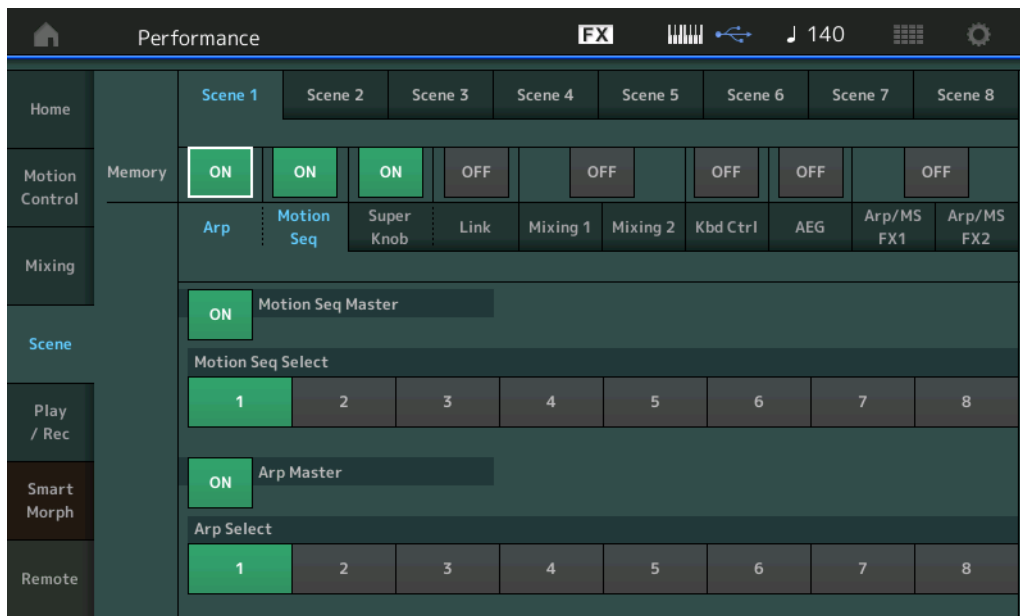 Performance FX 140
Home
Motion
Control
Mixing
Scene
Play
/ Rec
Smart
Morph
Remote
Scene 1 Scene 2 Scene 3 Scene 4 Scene 5 Scene 6 Scene 7 Scene 8
Memory ON ON ON OFF OFF OFF OFF OFF
Arp
Motion
Seq
Super
Knob
Link
Mixing 1
Mixing 2
Kbd Ctrl
AEG
Arp/MS
FX1
Arp/MS
FX2
ON Motion Seq Master
Motion Seq Select
1 2 3 4 5 6 7 8
ON Arp Master
Arp Select
1 2 3 4 5 6 7 8